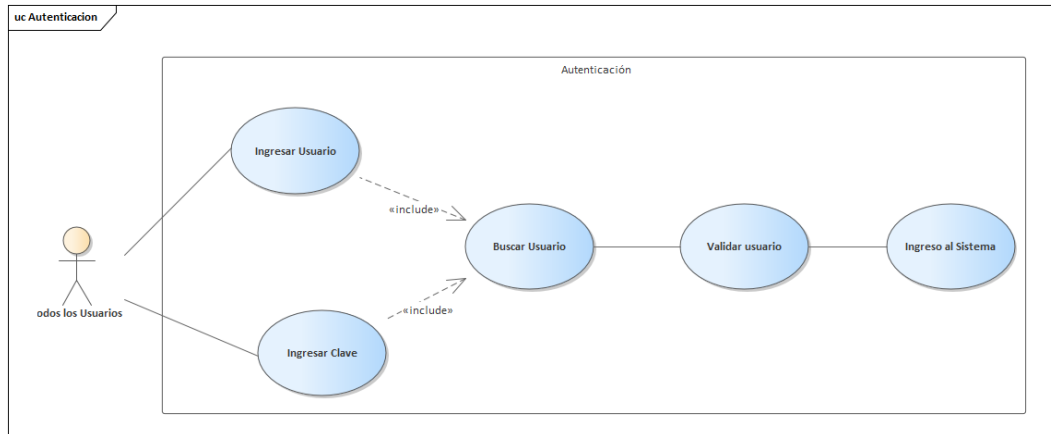 uc Autenticacion
Autenticación
Ingresar Usuario
«include»
Buscar Usuario
Validar usuario
Ingreso al Sistema
odos los Usuarios
«include»
Ingresar Clave